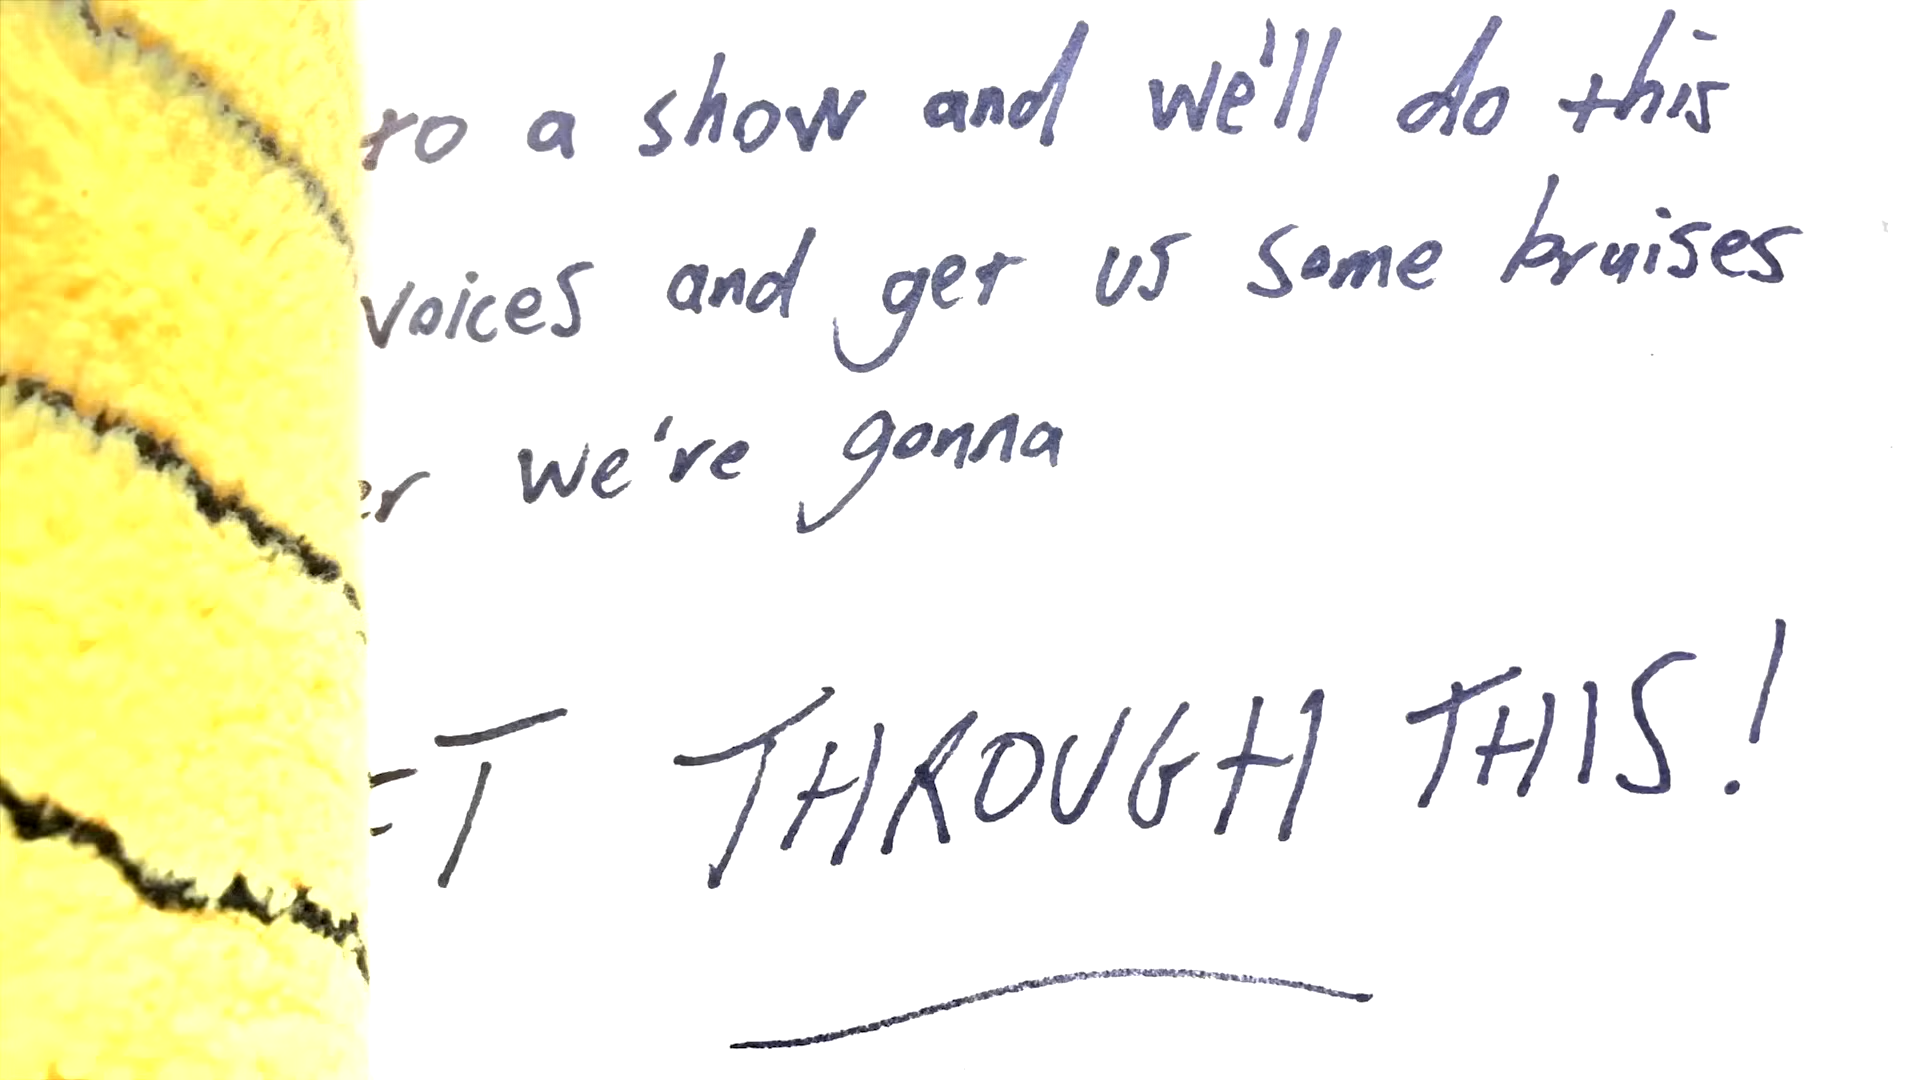 to a show and we'll do this
voices and get us some bruises
we're gonna
THROUGH THIS!